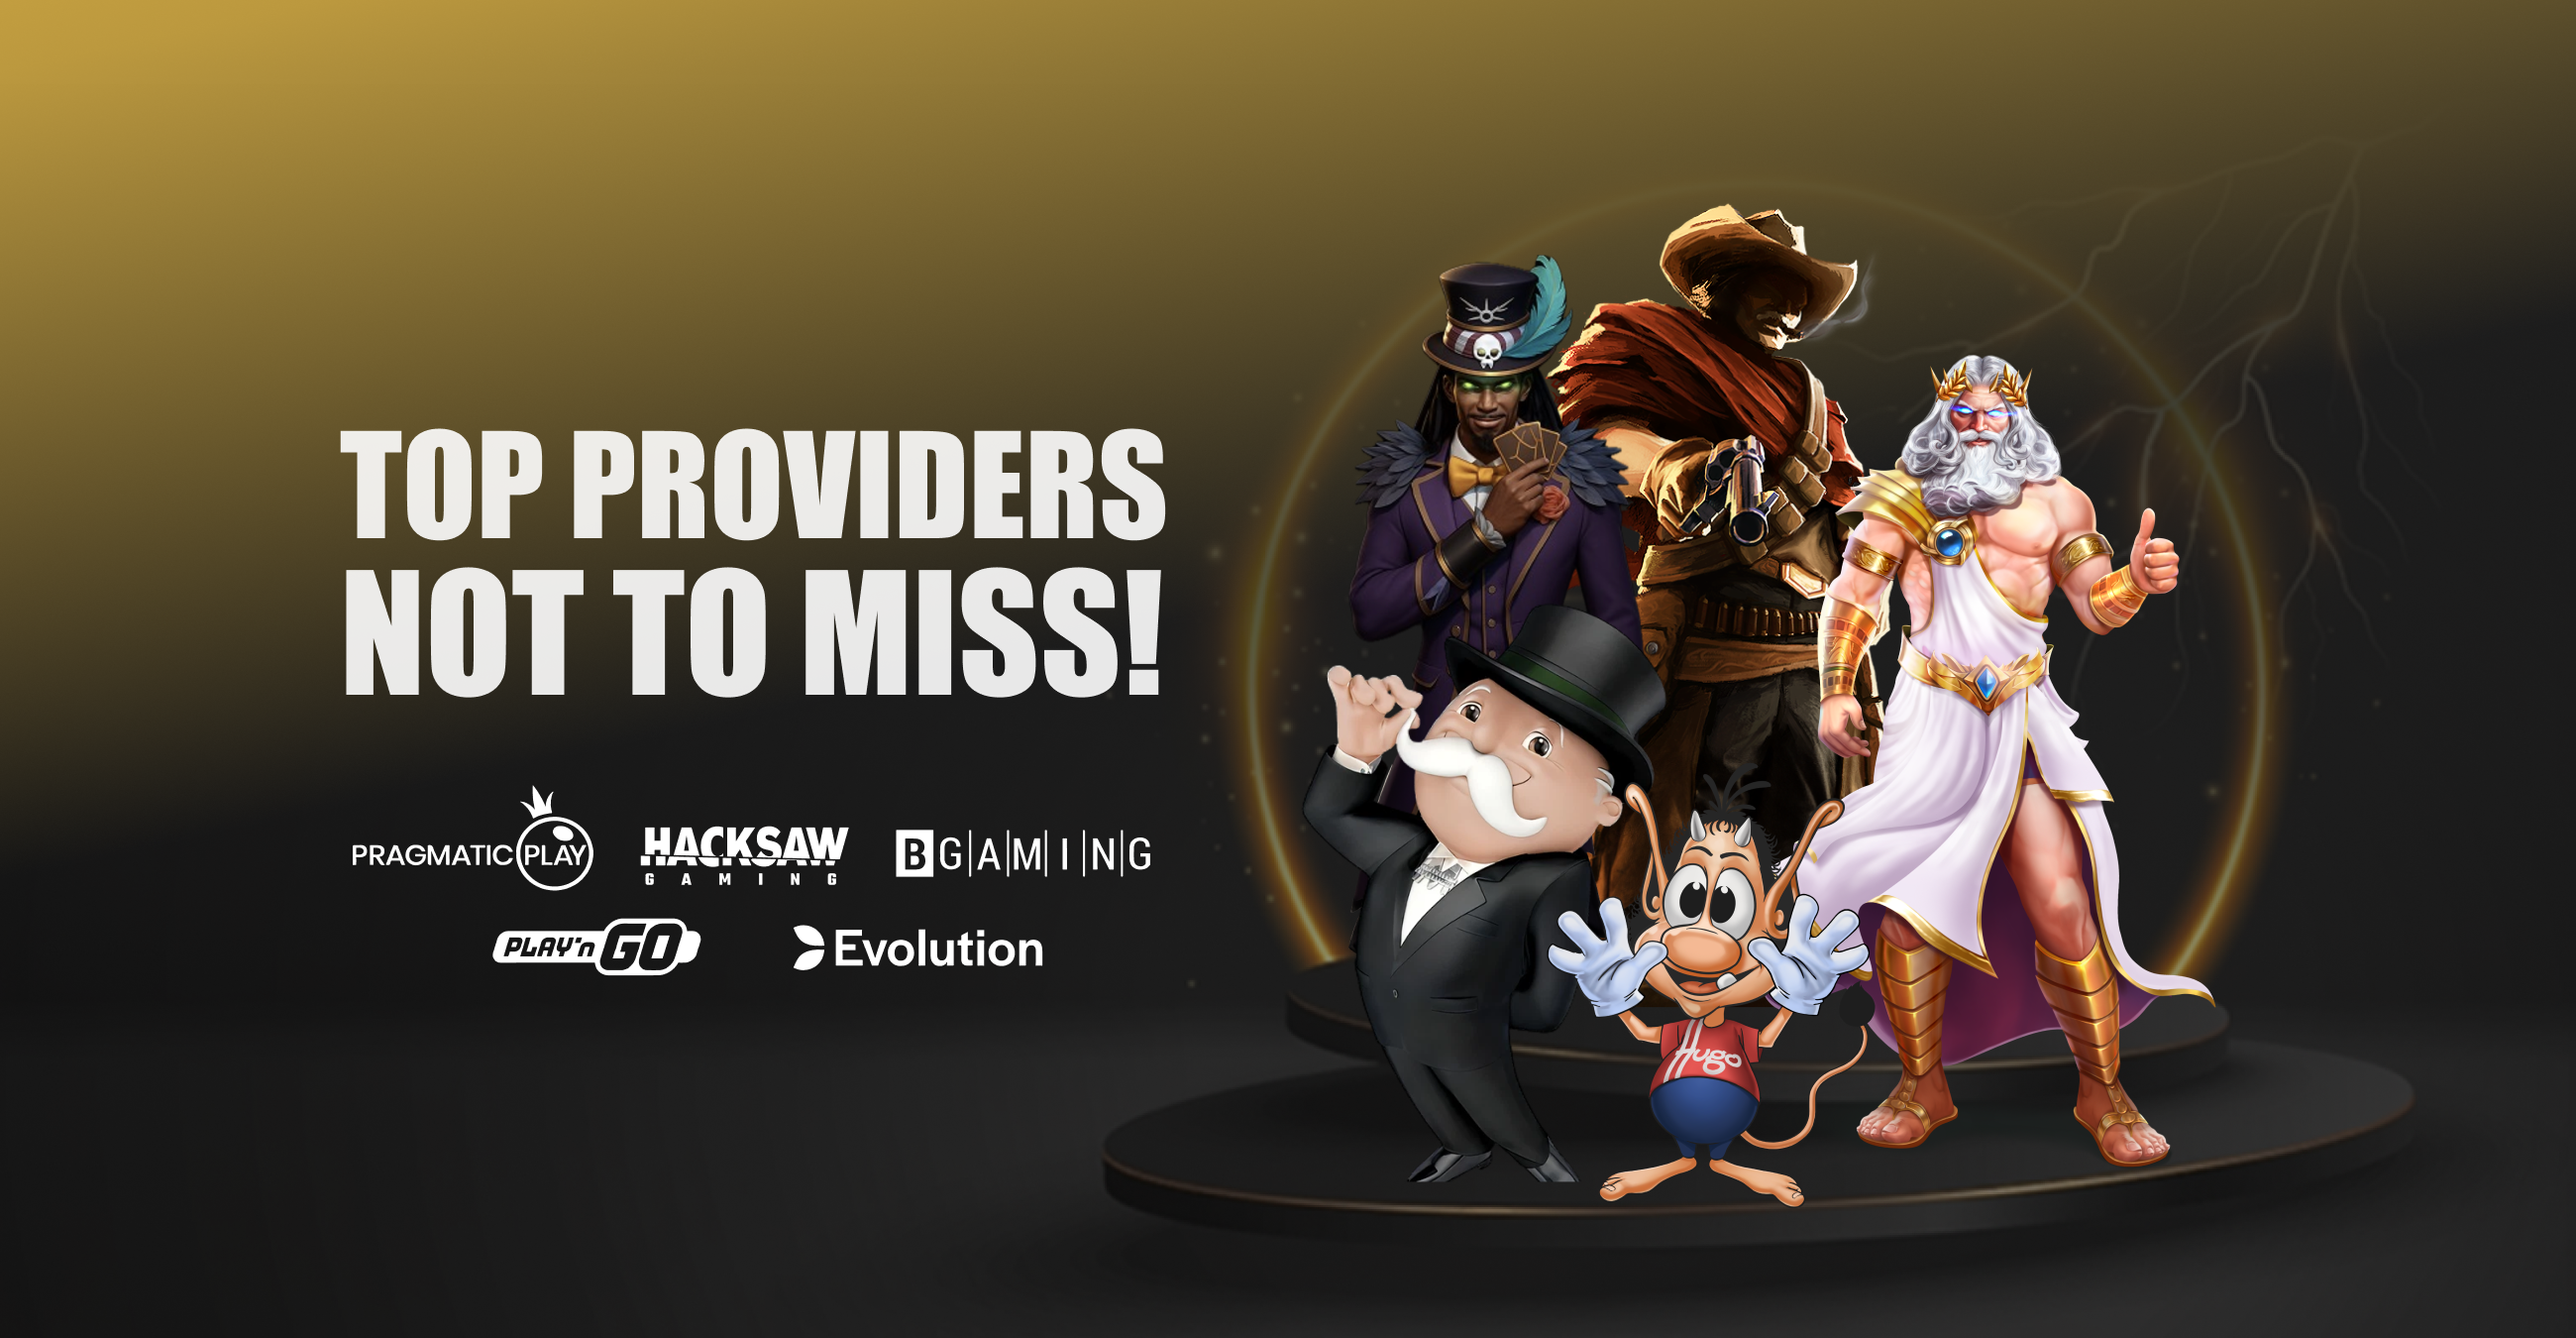 TOP PROVIDERS
NOT TO MISS!
PRAGMATIC PLAY
HACKSAW
GAMING
BGAMING
PLAY'n GO
Evolution
Hugo